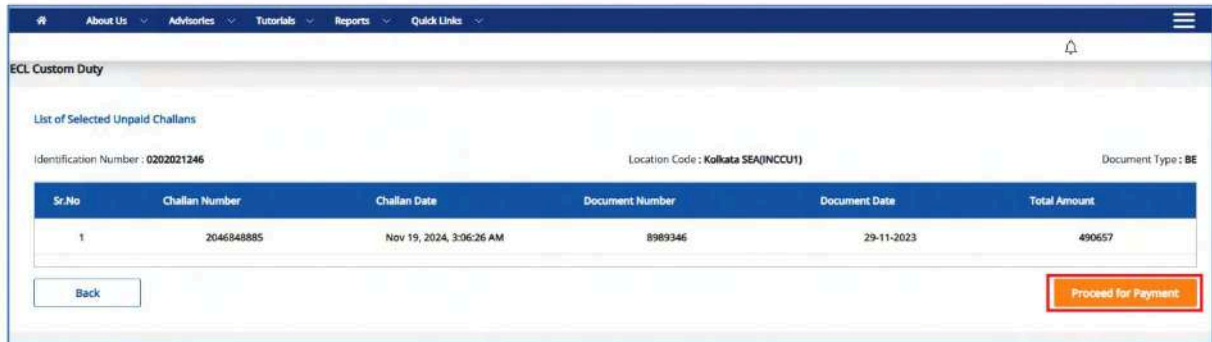 About Us Advisories Tutorials Reports Quick Links
ECL Custom Duty
List of Selected Unpaid Challans
Identification Number : 0202021246 Location Code : Kolkata SEA(INCCU1) Document Type : BE
Sr.No Challan Number Challan Date Document Number Document Date Total Amount
1 2046848885 Nov 19, 2024, 3:06:26 AM 8989346 29-11-2023 490657
Back Proceed for Payment